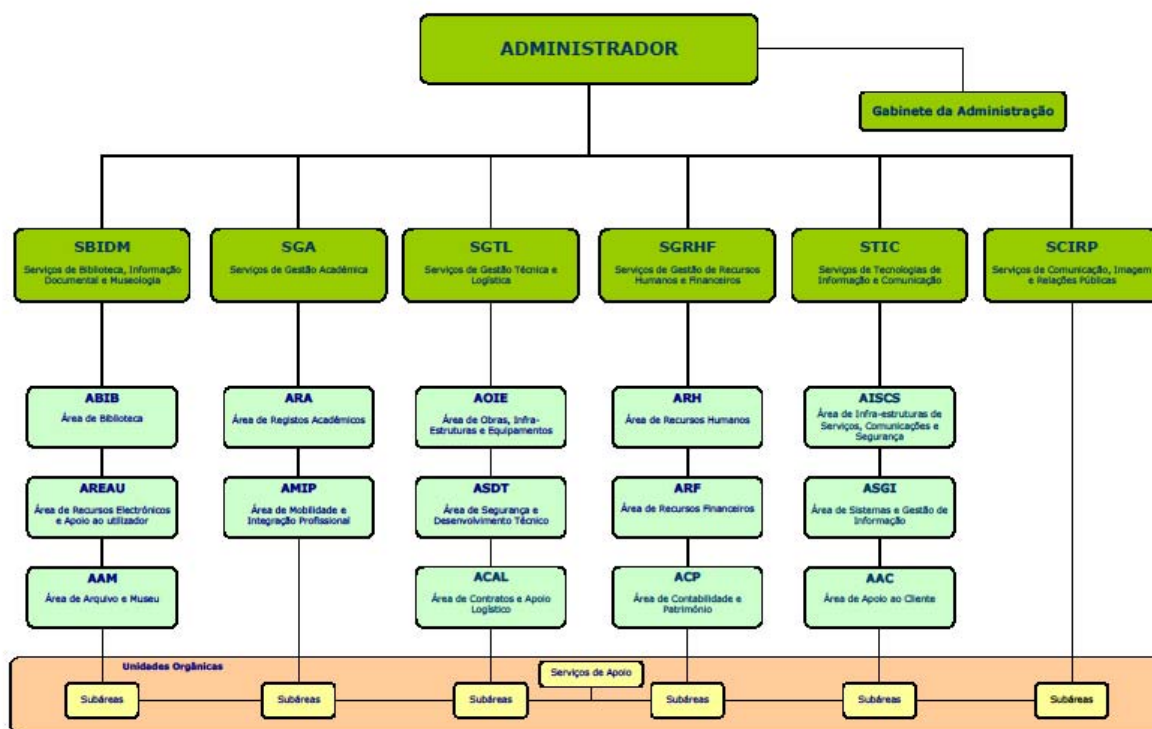 ADMINISTRADOR
Gabinete da Administração
SBIDM
Serviços de Biblioteca, Informação
Documental e Museologia
SGA
Serviços de Gestão Académica
SGTL
Serviços de Gestão Técnica e
Logística
SGRHF
Serviços de Gestão de Recursos
Humanos e Financeiros
STIC
Serviços de Tecnologias de
Informação e Comunicação
SCIRP
Serviços de Comunicação, Imagem
e Relações Públicas
ABIB
Área de Biblioteca
ARA
Área de Registos Académicos
AOIE
Área de Obras, Infra-
Estruturas e Equipamentos
ARH
Área de Recursos Humanos
AISCS
Área de Infra-estruturas de
Serviços, Comunicações e
Segurança
AREAU
Área de Recursos Electrónicos
e Apoio ao utilizador
AMIP
Área de Mobilidade e
Integração Profissional
ASDT
Área de Segurança e
Desenvolvimento Técnico
ARF
Área de Recursos Financeiros
ASGI
Área de Sistemas e Gestão de
Informação
AAM
Área de Arquivo e Museu
ACAL
Área de Contratos e Apoio
Logístico
ACP
Área de Contabilidade e
Património
AAC
Área de Apoio ao Cliente
Unidades Orgânicas
Serviços de Apoio
Subáreas
Subáreas
Subáreas
Subáreas
Subáreas
Subáreas